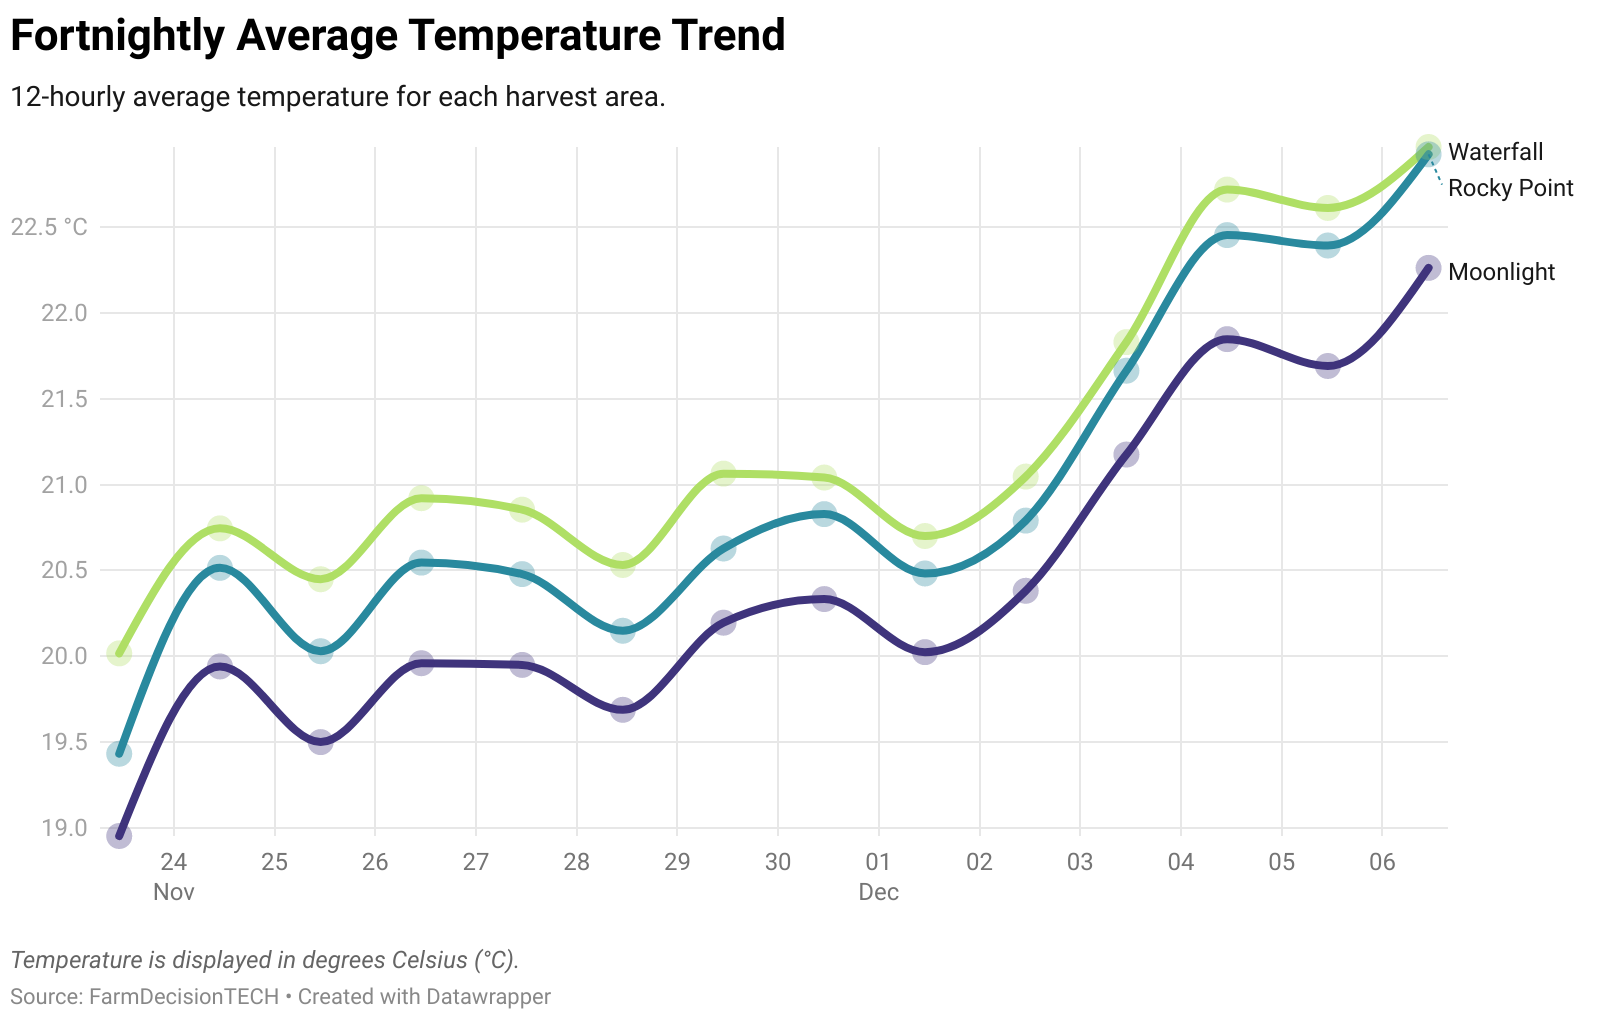 Fortnightly Average Temperature Trend
12-hourly average temperature for each harvest area.
Waterfall
Rocky Point
22.5 °C
Moonlight
22.0
21.5
21.0
20.5
20.0
19.5
19.0
24 25 26 27 28 29 30 01 02 03 04 05 06
Nov Dec
Temperature is displayed in degrees Celsius (°C).
Source: FarmDecisionTECH • Created with Datawrapper